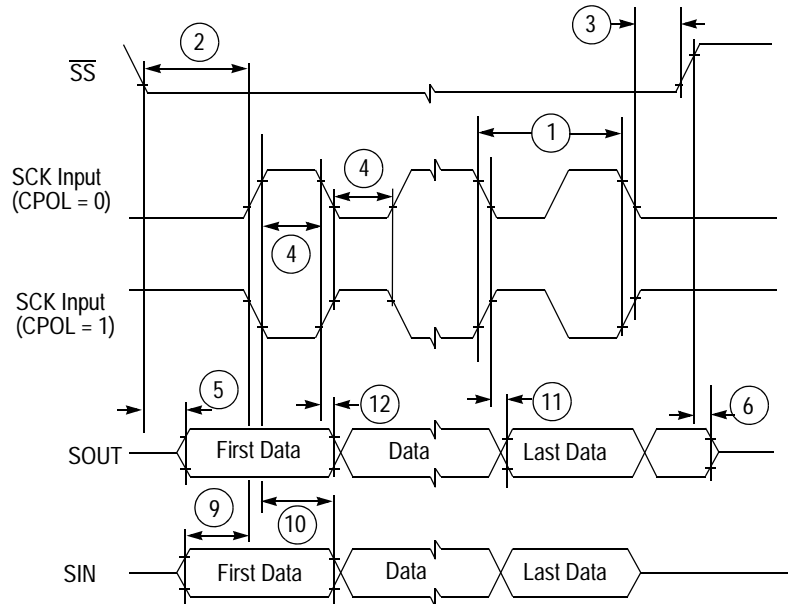 2
3
SS
1
SCK Input
(CPOL = 0)
4
4
SCK Input
(CPOL = 1)
5
12
11
6
SOUT
First Data
Data
Last Data
9
10
SIN
First Data
Data
Last Data